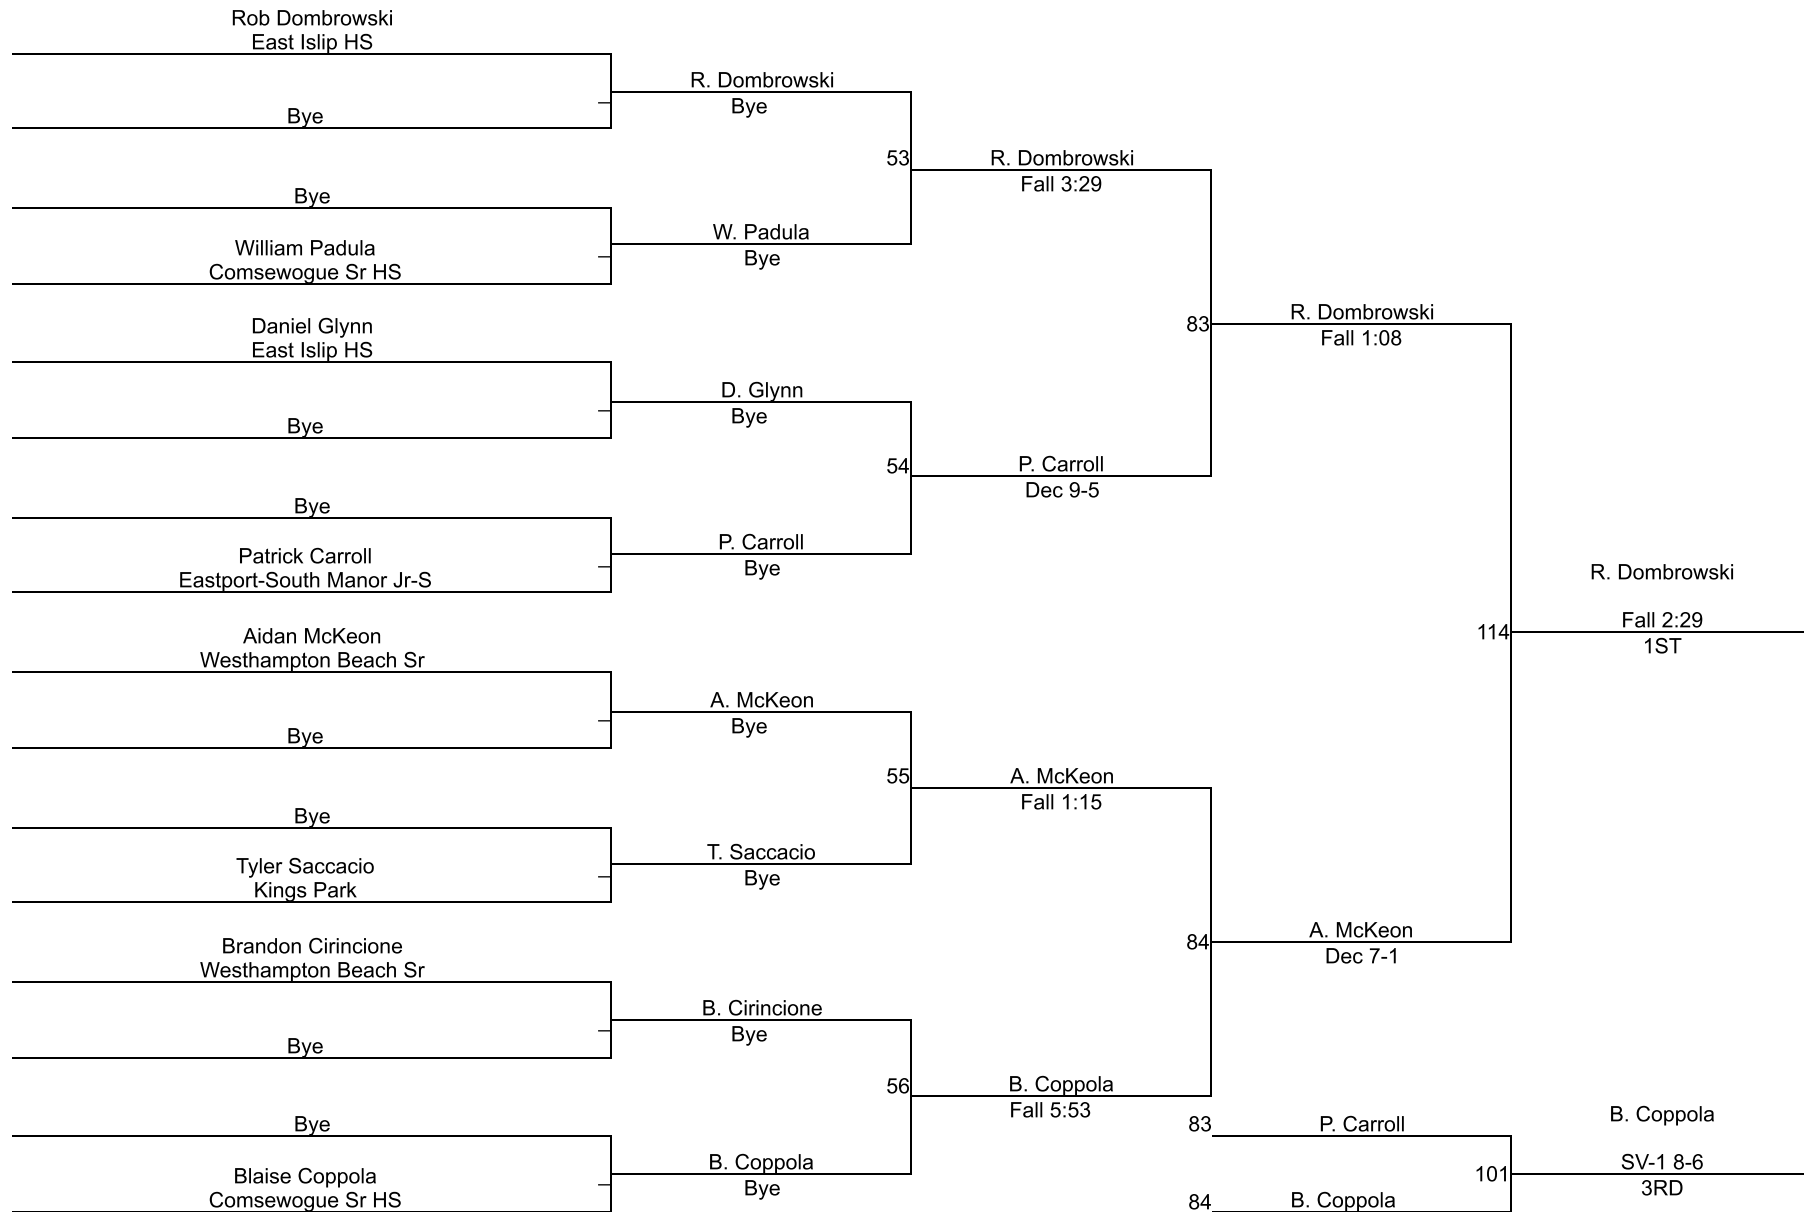 Rob Dombrowski
East Islip HS
Bye
R. Dombrowski
Bye
Bye
William Padula
Comsewogue Sr HS
W. Padula
Bye
53
R. Dombrowski
Fall 3:29
Daniel Glynn
East Islip HS
Bye
D. Glynn
Bye
Bye
Patrick Carroll
Eastport-South Manor Jr-S
P. Carroll
Bye
54
P. Carroll
Dec 9-5
83
R. Dombrowski
Fall 1:08
Aidan McKeon
Westhampton Beach Sr
Bye
A. McKeon
Bye
Bye
Tyler Saccacio
Kings Park
T. Saccacio
Bye
55
A. McKeon
Fall 1:15
Brandon Cirincione
Westhampton Beach Sr
Bye
B. Cirincione
Bye
Bye
Blaise Coppola
Comsewogue Sr HS
B. Coppola
Bye
56
B. Coppola
Fall 5:53
84
A. McKeon
Dec 7-1
114
R. Dombrowski
Fall 2:29
1ST
83
P. Carroll
84
B. Coppola
101
B. Coppola
SV-1 8-6
3RD